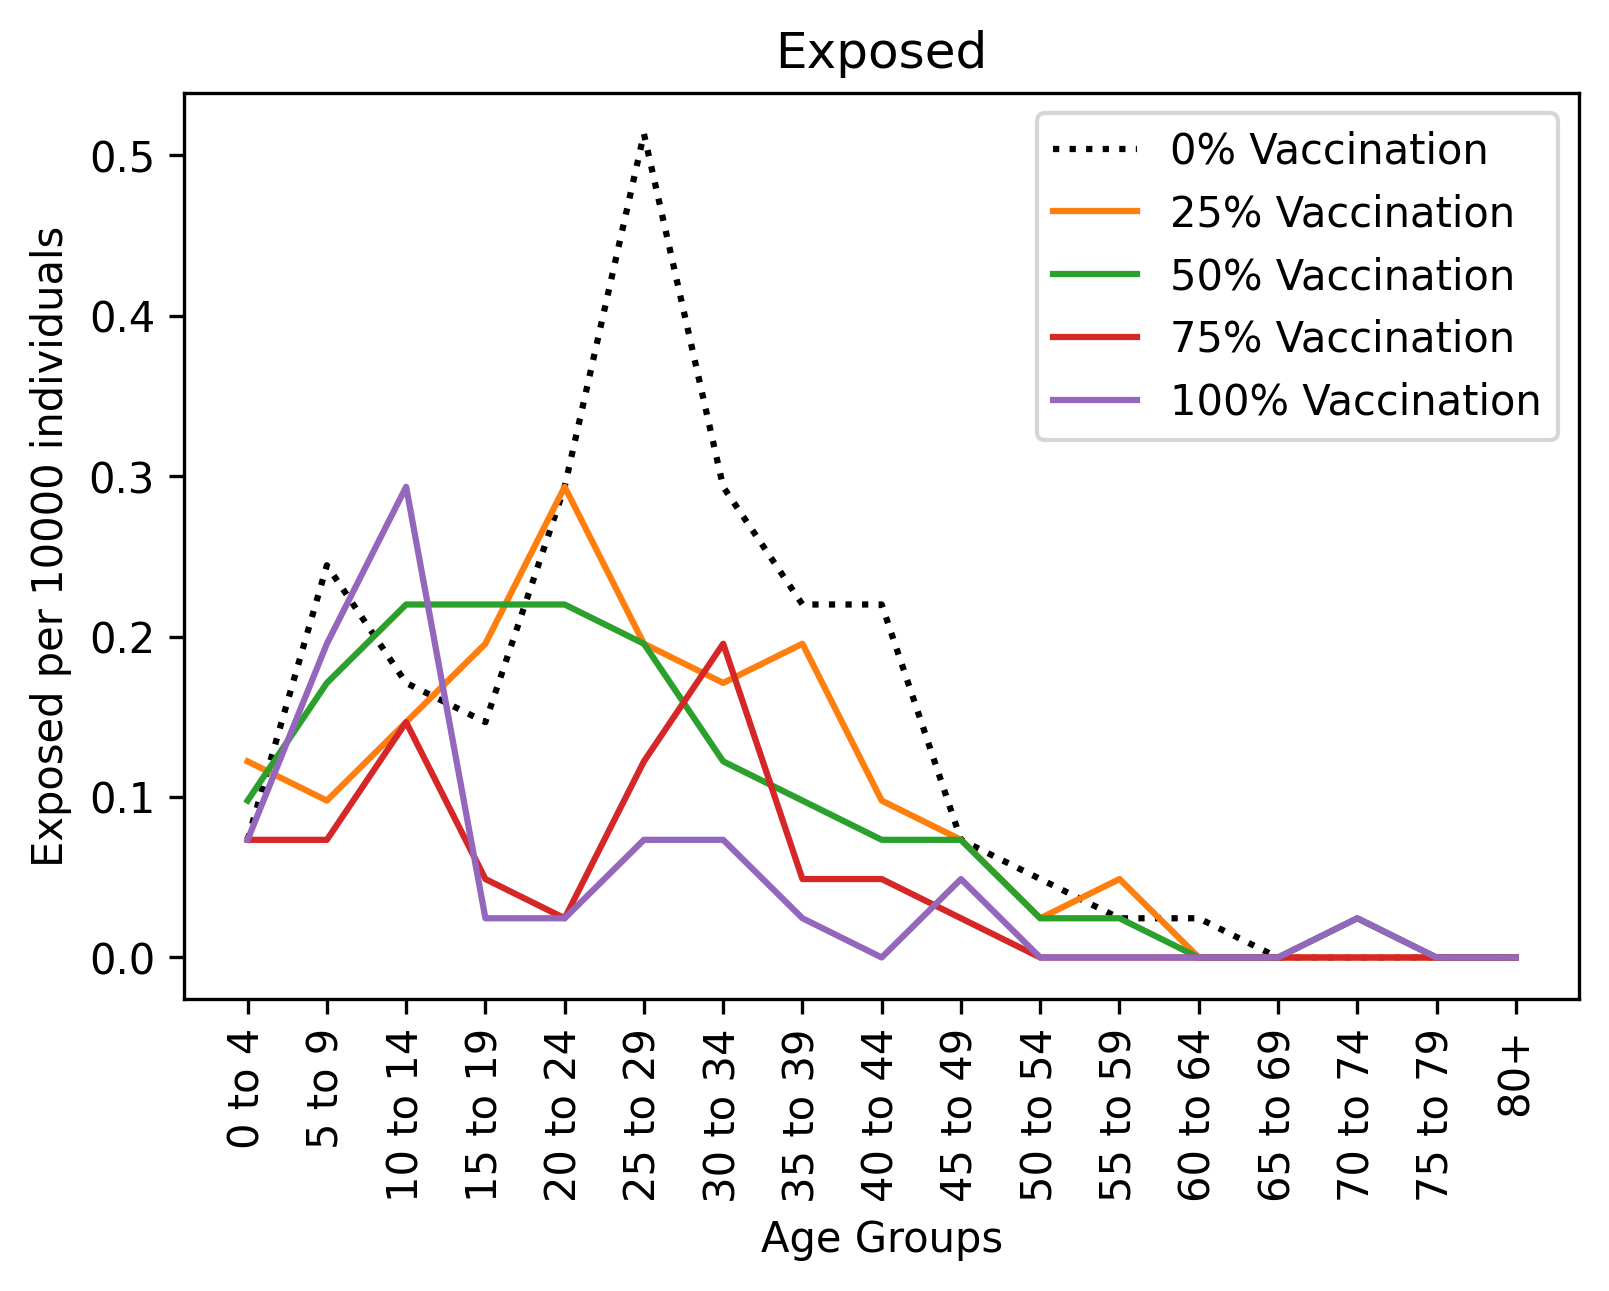 Exposed
0% Vaccination
25% Vaccination
50% Vaccination
75% Vaccination
100% Vaccination
Exposed per 10000 individuals
0.5
0.4
0.3
0.2
0.1
0.0
0 to 4
5 to 9
10 to 14
15 to 19
20 to 24
25 to 29
30 to 34
35 to 39
40 to 44
45 to 49
50 to 54
55 to 59
60 to 64
65 to 69
70 to 74
75 to 79
80+
Age Groups